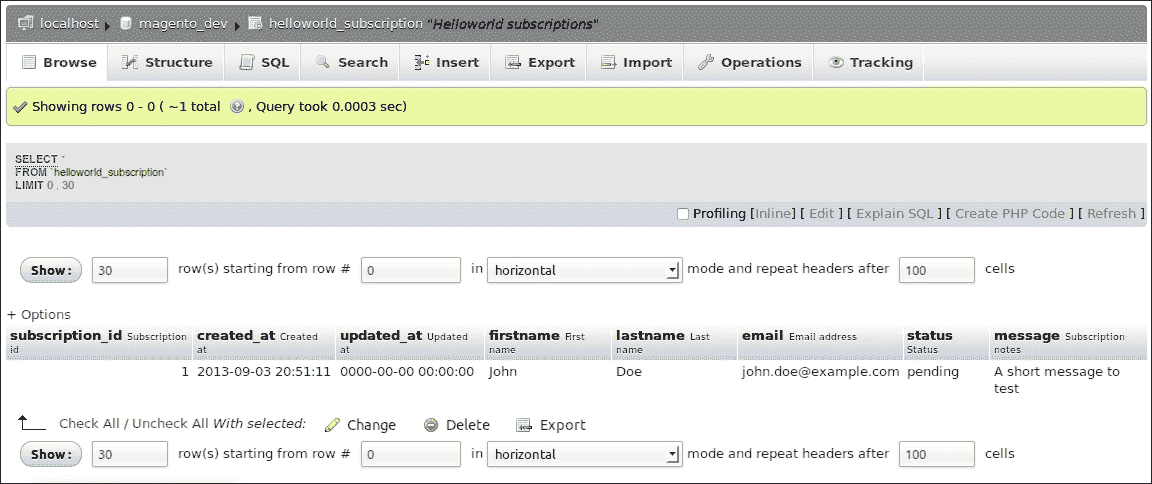 localhost magento_dev helloworld_subscription "Helloworld subscriptions"
Browse Structure SQL Search Insert Export Import Operations Tracking
Showing rows 0 - 0 ( ~1 total , Query took 0.0003 sec)
SELECT *
FROM `helloworld_subscription`
LIMIT 0 , 30
Profiling [Inline] [ Edit ] [ Explain SQL ] [ Create PHP Code ] [ Refresh ]
Show : 30 row(s) starting from row # 0 in horizontal mode and repeat headers after 100 cells
+ Options
subscription_id Subscription created_at Created updated_at Updated firstname First lastname Last email Email address status message Subscription
id at at name name Status notes
1 2013-09-03 20:51:11 0000-00-00 00:00:00 John Doe john.doe@example.com pending A short message to
test
Check All / Uncheck All With selected: Change Delete Export
Show : 30 row(s) starting from row # 0 in horizontal mode and repeat headers after 100 cells